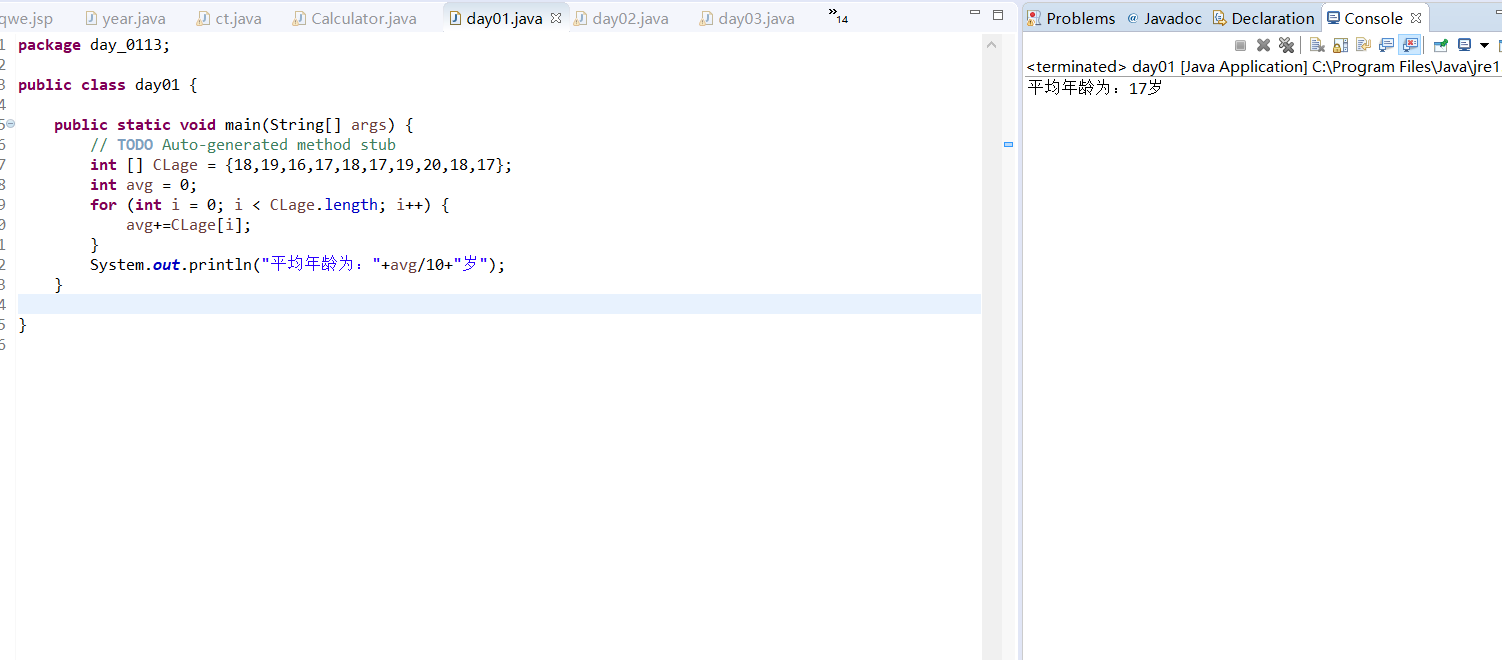 qwe.jsp year.java ct.java Calculator.java day01.java day02.java day03.java »14
Problems @ Javadoc Declaration Console
<terminated> day01 [Java Application] C:\Program Files\Java\jre1
平均年龄为：17岁
1 package day_0113;
2
3 public class day01 {
4
5 public static void main(String[] args) {
6 // TODO Auto-generated method stub
7 int [] CLage = {18,19,16,17,18,17,19,20,18,17};
8 int avg = 0;
9 for (int i = 0; i < CLage.length; i++) {
0 avg+=CLage[i];
1 }
2 System.out.println("平均年龄为："+avg/10+"岁");
3 }
4
5 }
6